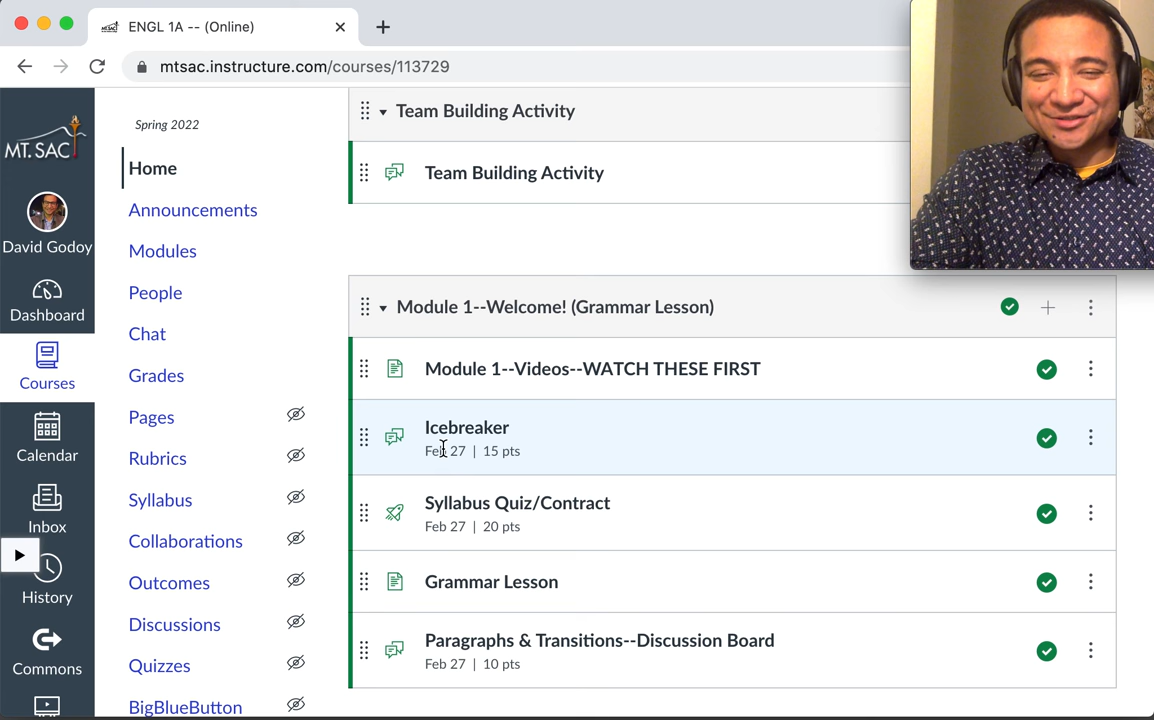 ENGL 1A -- (Online)
mtsac.instructure.com/courses/113729
MT. SAC
David Godoy
Dashboard
Courses
Calendar
Inbox
History
Commons
Spring 2022
Home
Announcements
Modules
People
Chat
Grades
Pages
Rubrics
Syllabus
Collaborations
Outcomes
Discussions
Quizzes
BigBlueButton
Team Building Activity
Team Building Activity
Module 1--Welcome! (Grammar Lesson)
Module 1--Videos--WATCH THESE FIRST
Icebreaker
Feb 27 | 15 pts
Syllabus Quiz/Contract
Feb 27 | 20 pts
Grammar Lesson
Paragraphs & Transitions--Discussion Board
Feb 27 | 10 pts